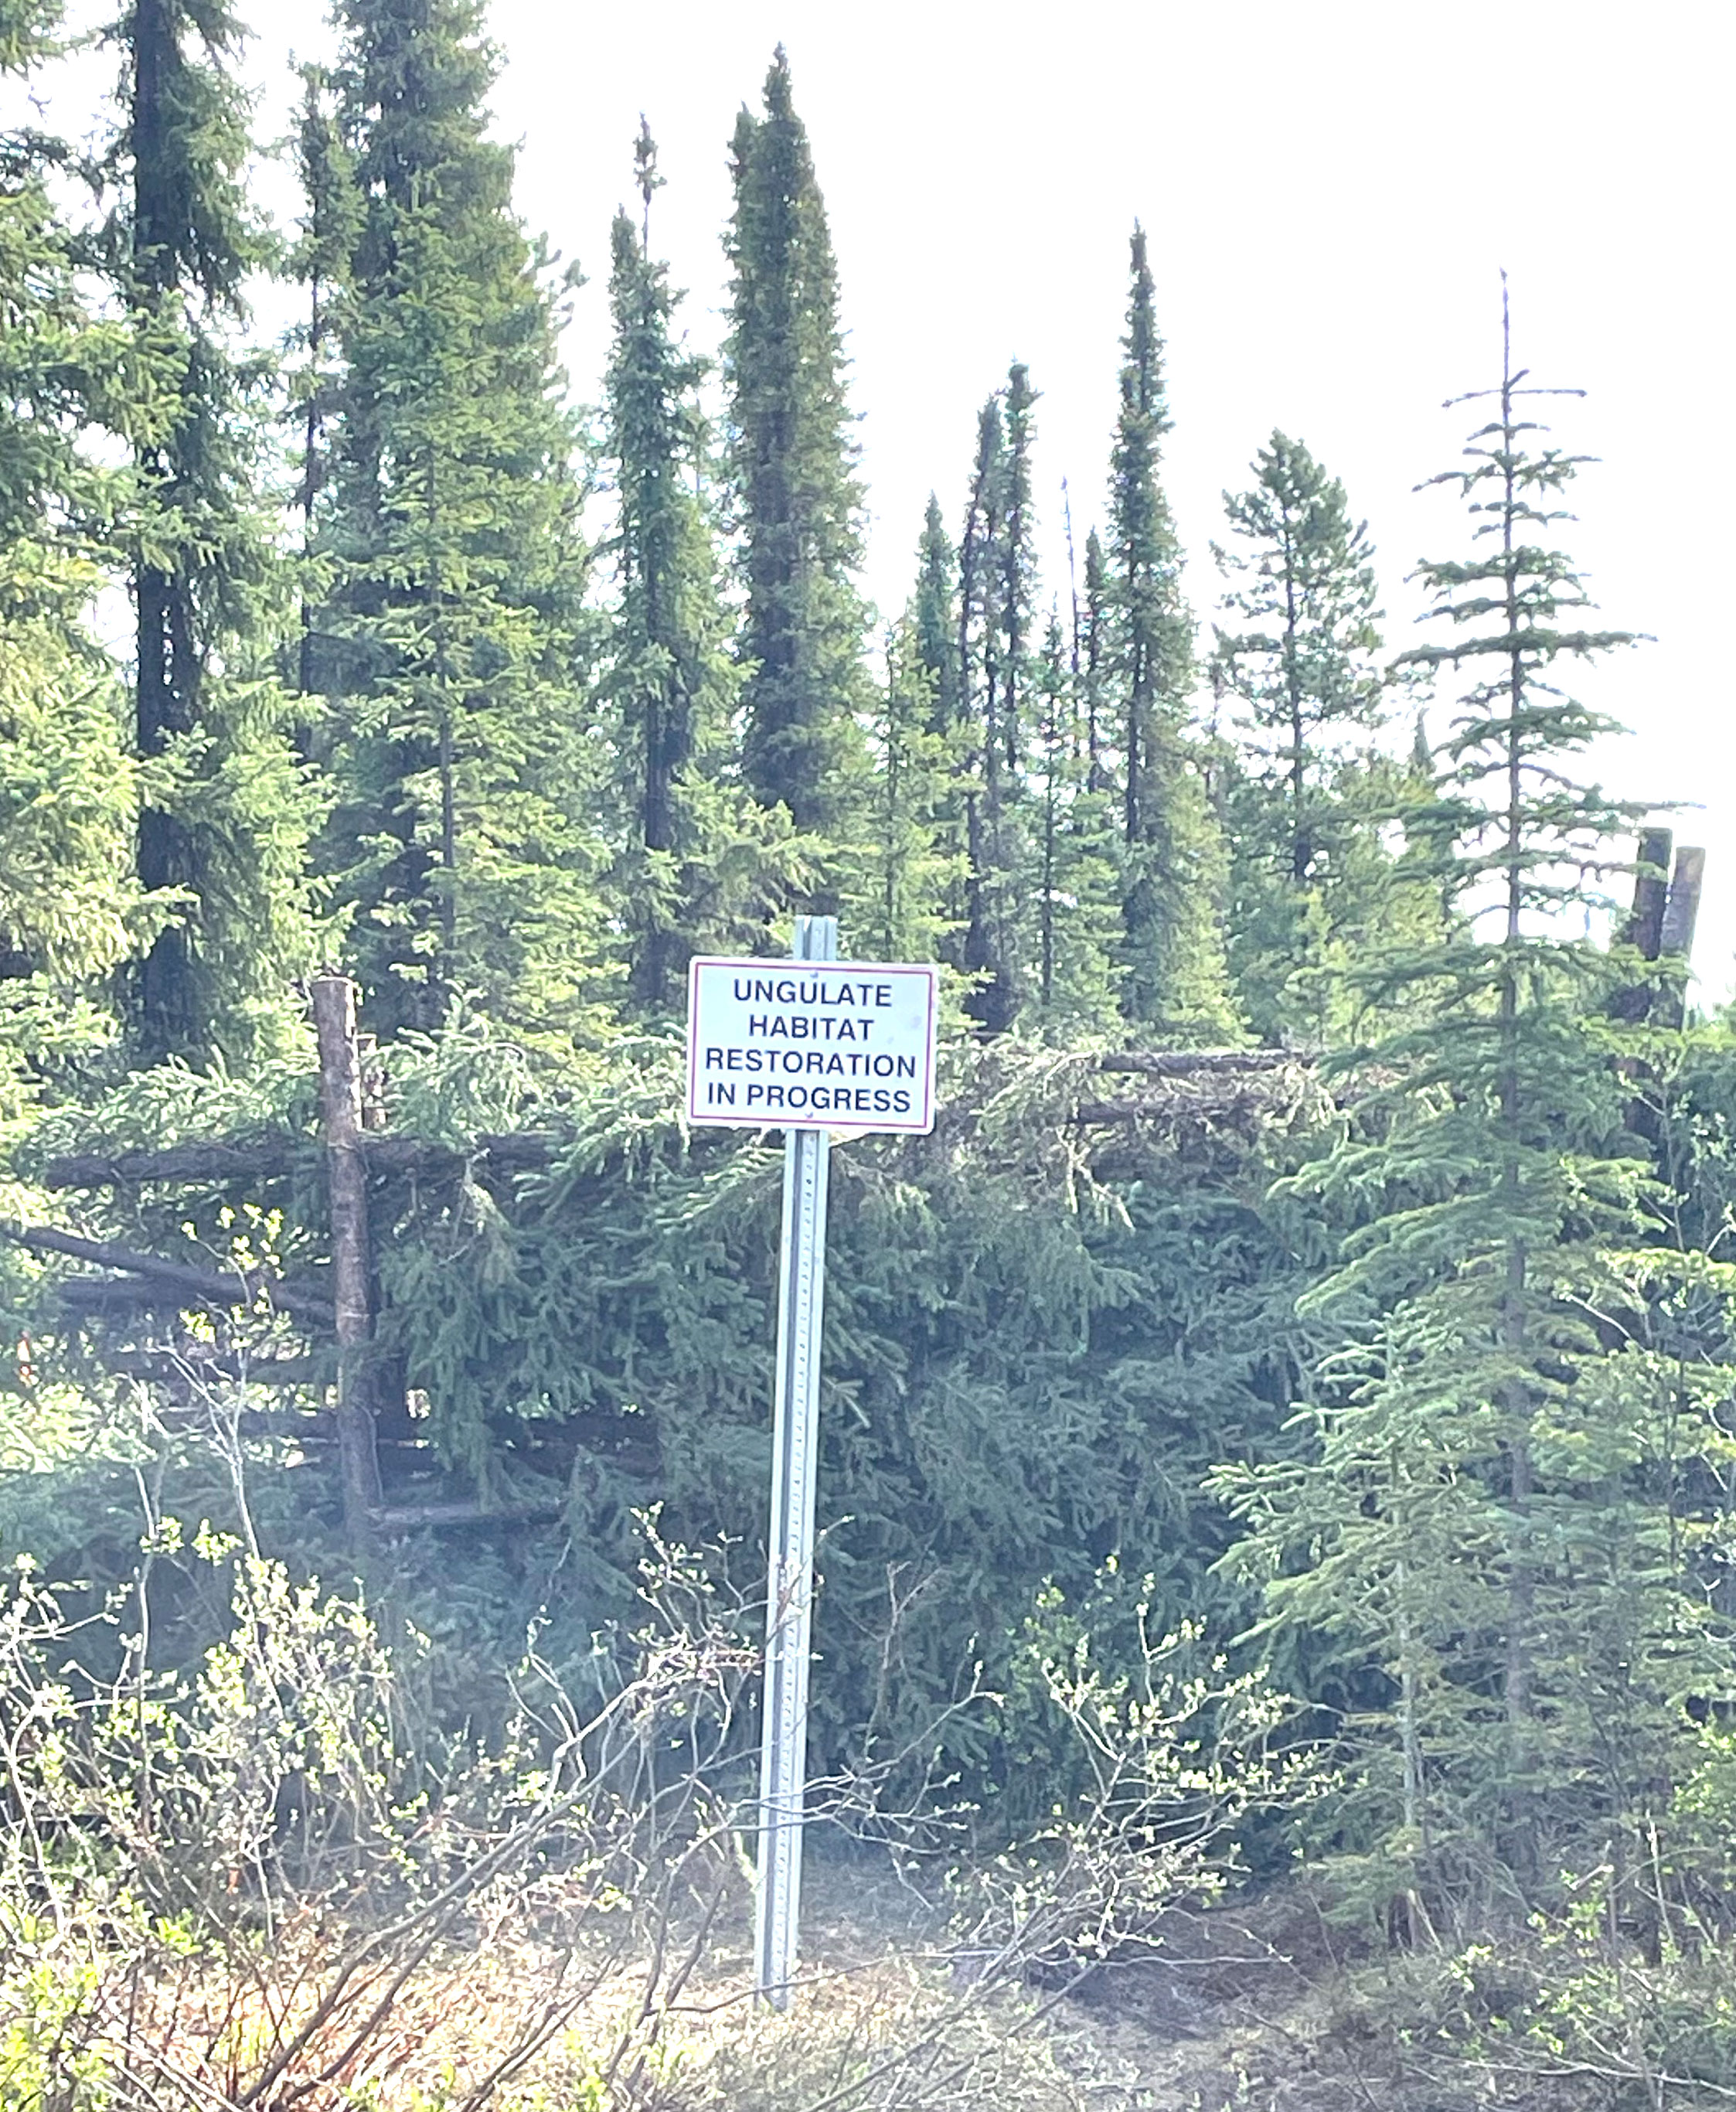 UNGULATE
HABITAT
RESTORATION
IN PROGRESS